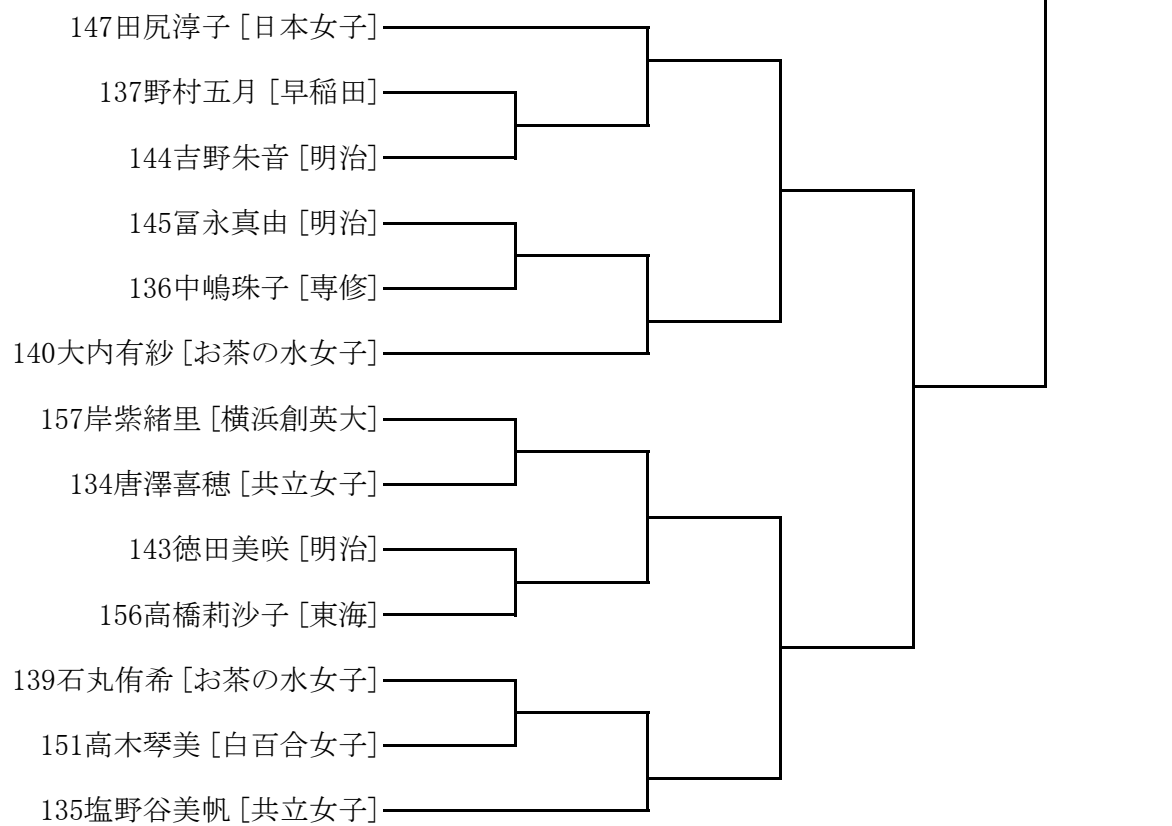 147田尻淳子 [日本女子]
137野村五月 [早稲田]
144吉野朱音 [明治]
145冨永真由 [明治]
136中嶋珠子 [専修]
140大内有紗 [お茶の水女子]
157岸紫緒里 [横浜創英大]
134唐澤喜穂 [共立女子]
143徳田美咲 [明治]
156高橋莉沙子 [東海]
139石丸侑希 [お茶の水女子]
151高木琴美 [白百合女子]
135塩野谷美帆 [共立女子]